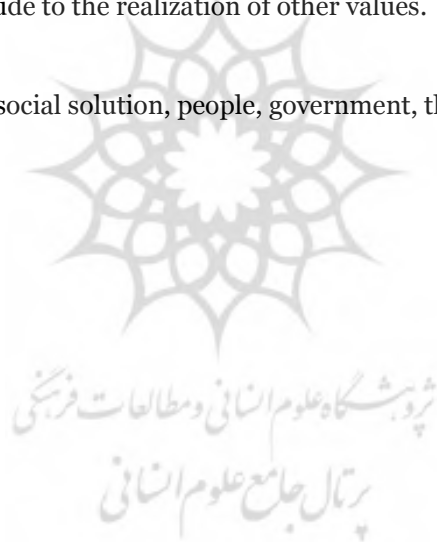 ide to the realization of other values.
social solution, people, government, th
پژوهشگاه علوم انسانی و مطالعات فرهنگی
پرتال جامع علوم انسانی